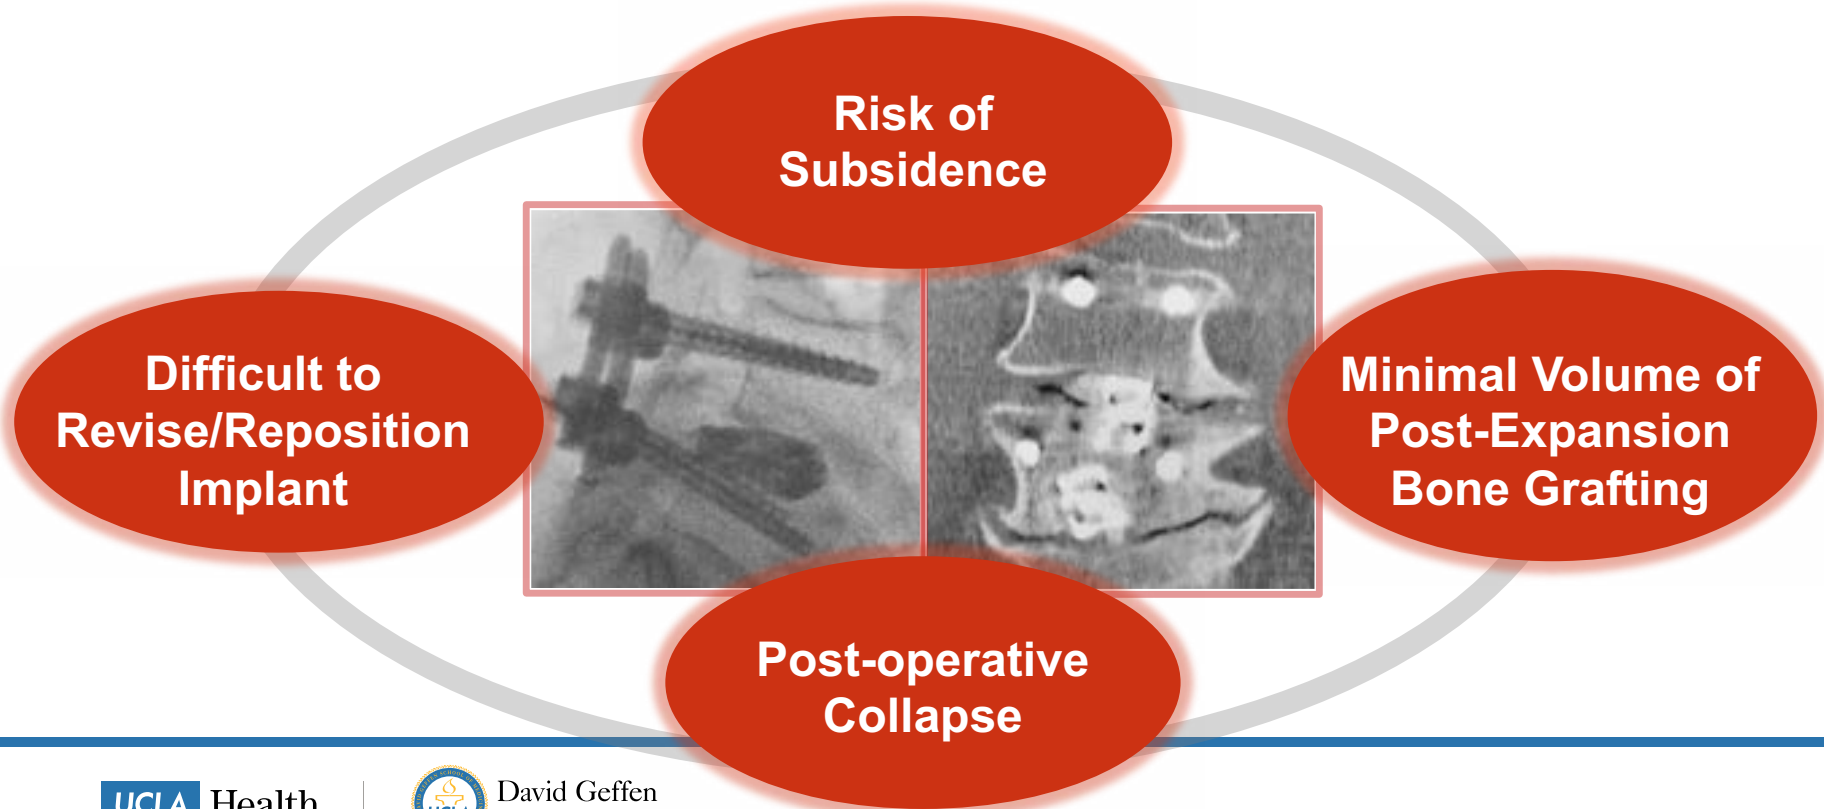 Risk of
Subsidence
Difficult to
Revise/Reposition
Implant
Minimal Volume of
Post-Expansion
Bone Grafting
Post-operative
Collapse
UCLA Health
David Geffen
UCLA